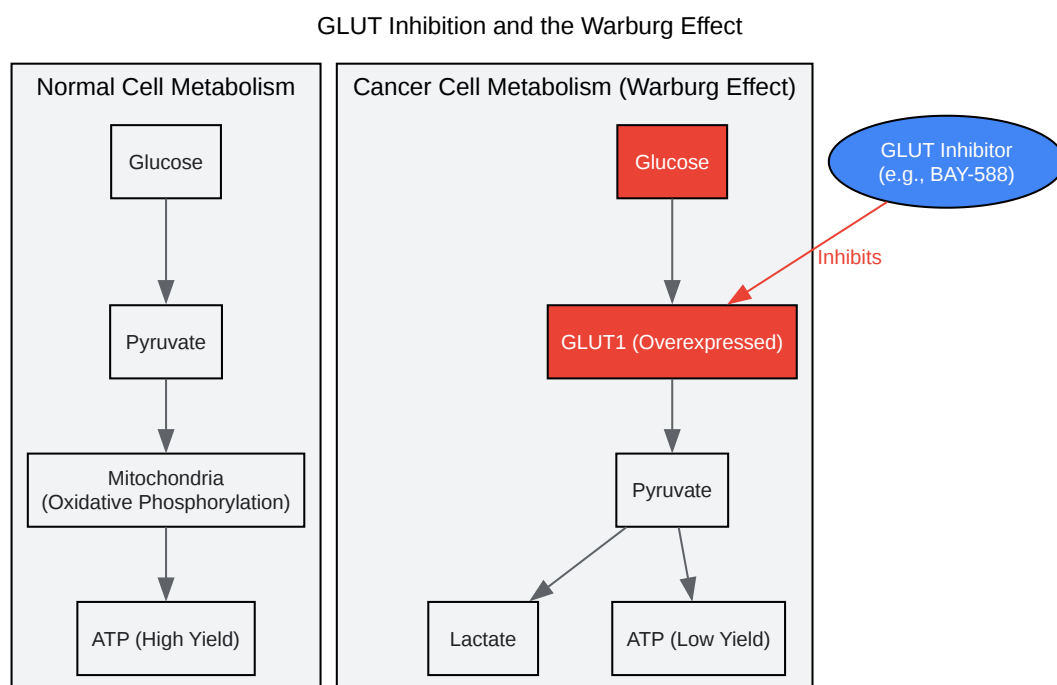 GLUT Inhibition and the Warburg Effect
Normal Cell Metabolism
Glucose
Pyruvate
Mitochondria
(Oxidative Phosphorylation)
ATP (High Yield)
Cancer Cell Metabolism (Warburg Effect)
Glucose
GLUT1 (Overexpressed)
Pyruvate
Lactate
ATP (Low Yield)
GLUT Inhibitor
(e.g., BAY-588)
Inhibits